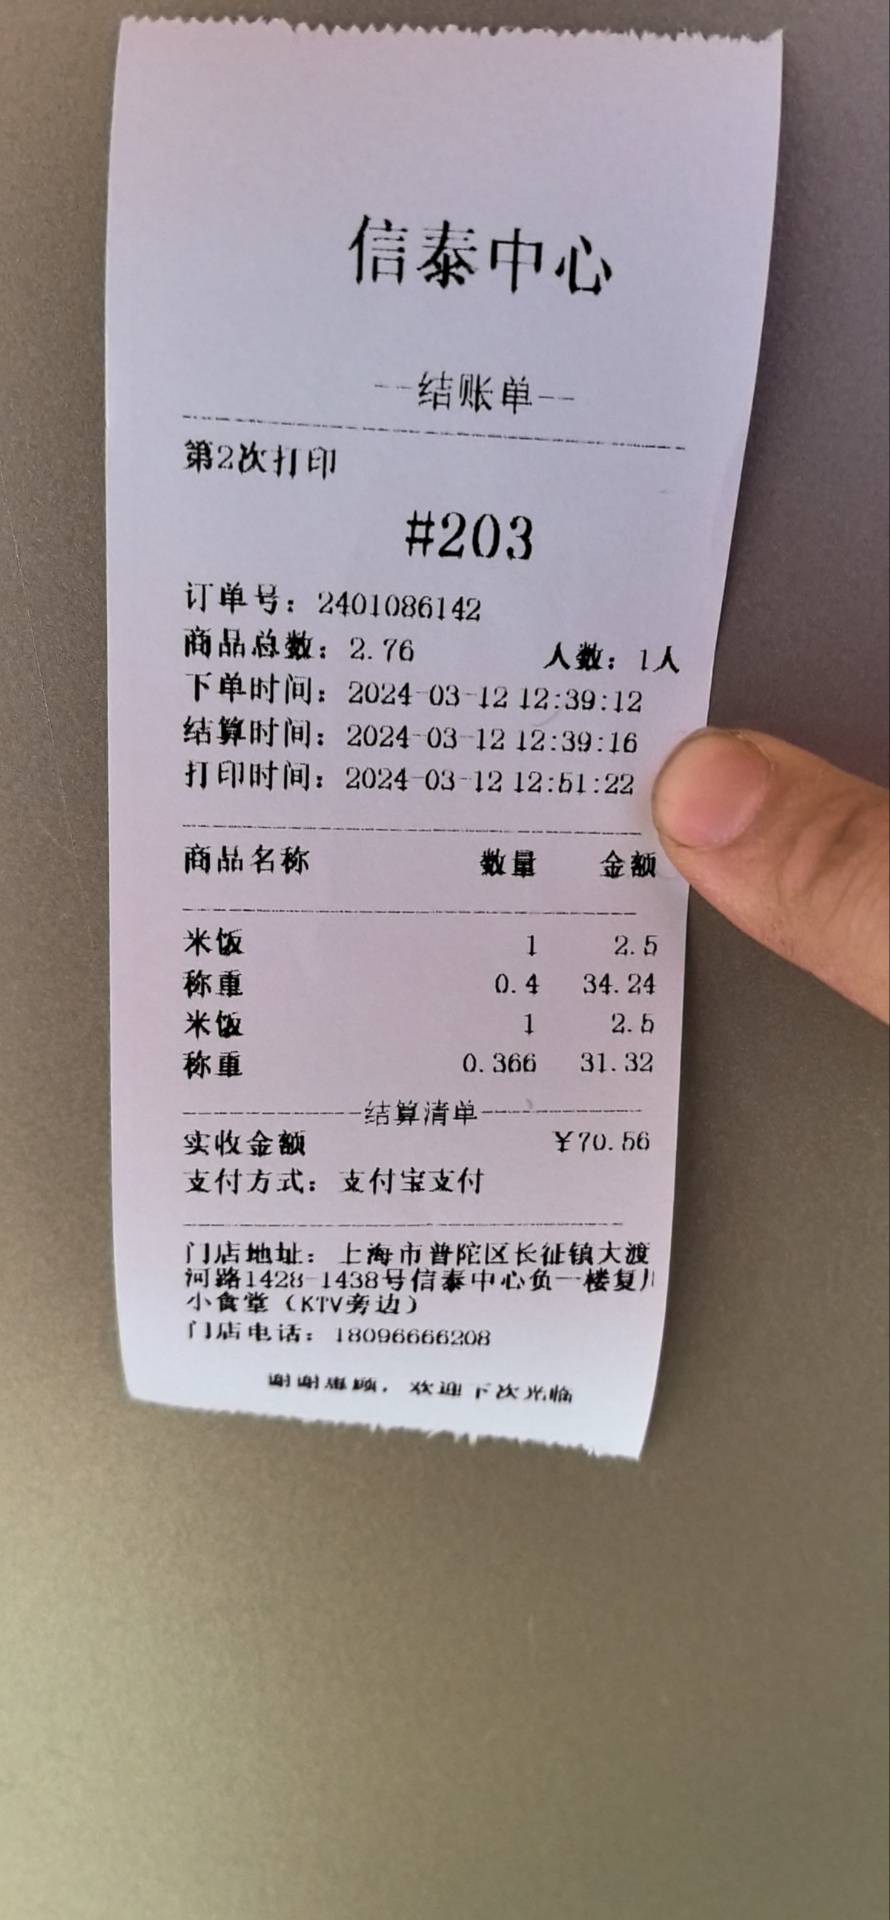 信泰中心
--结账单--
第2次打印
#203
订单号：2401086142
商品总数：2.76 人数：1人
下单时间：2024-03-12 12:39:12
结算时间：2024-03-12 12:39:16
打印时间：2024-03-12 12:51:22
商品名称 数量 金额
米饭 1 2.5
称重 0.4 34.24
米饭 1 2.5
称重 0.366 31.32
结算清单
实收金额 ¥70.56
支付方式：支付宝支付
门店地址：上海市普陀区长征镇大渡
河路1428-1438号信泰中心负一楼复
小食堂（KTV旁边）
门店电话：18096666208
谢谢惠顾，欢迎下次光临